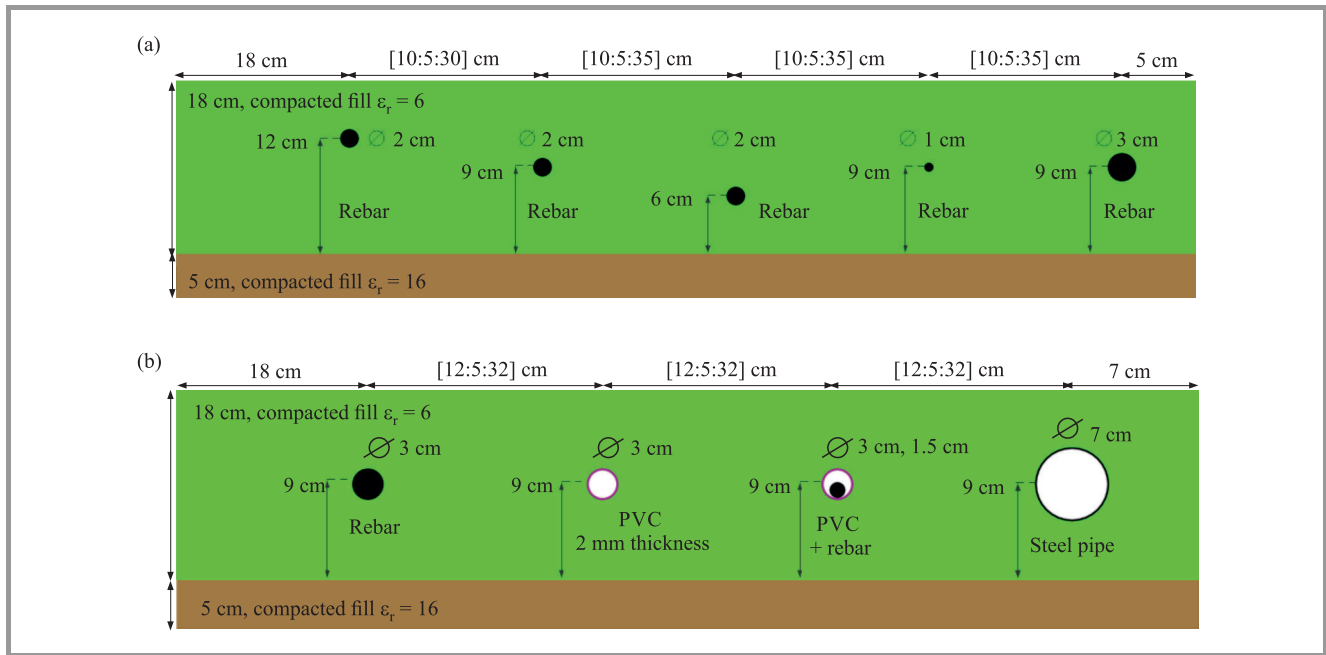 (a)
18 cm
[10:5:30] cm
[10:5:35] cm
[10:5:35] cm
[10:5:35] cm
5 cm
18 cm, compacted fill εr = 6
12 cm
∅ 2 cm
∅ 2 cm
∅ 2 cm
∅ 1 cm
∅ 3 cm
9 cm
9 cm
9 cm
6 cm
Rebar
Rebar
Rebar
Rebar
Rebar
5 cm, compacted fill εr = 16
(b)
18 cm
[12:5:32] cm
[12:5:32] cm
[12:5:32] cm
7 cm
18 cm, compacted fill εr = 6
∅ 3 cm
∅ 3 cm
∅ 3 cm, 1.5 cm
∅ 7 cm
9 cm
9 cm
9 cm
9 cm
Rebar
PVC
2 mm thickness
PVC
+ rebar
Steel pipe
5 cm, compacted fill εr = 16